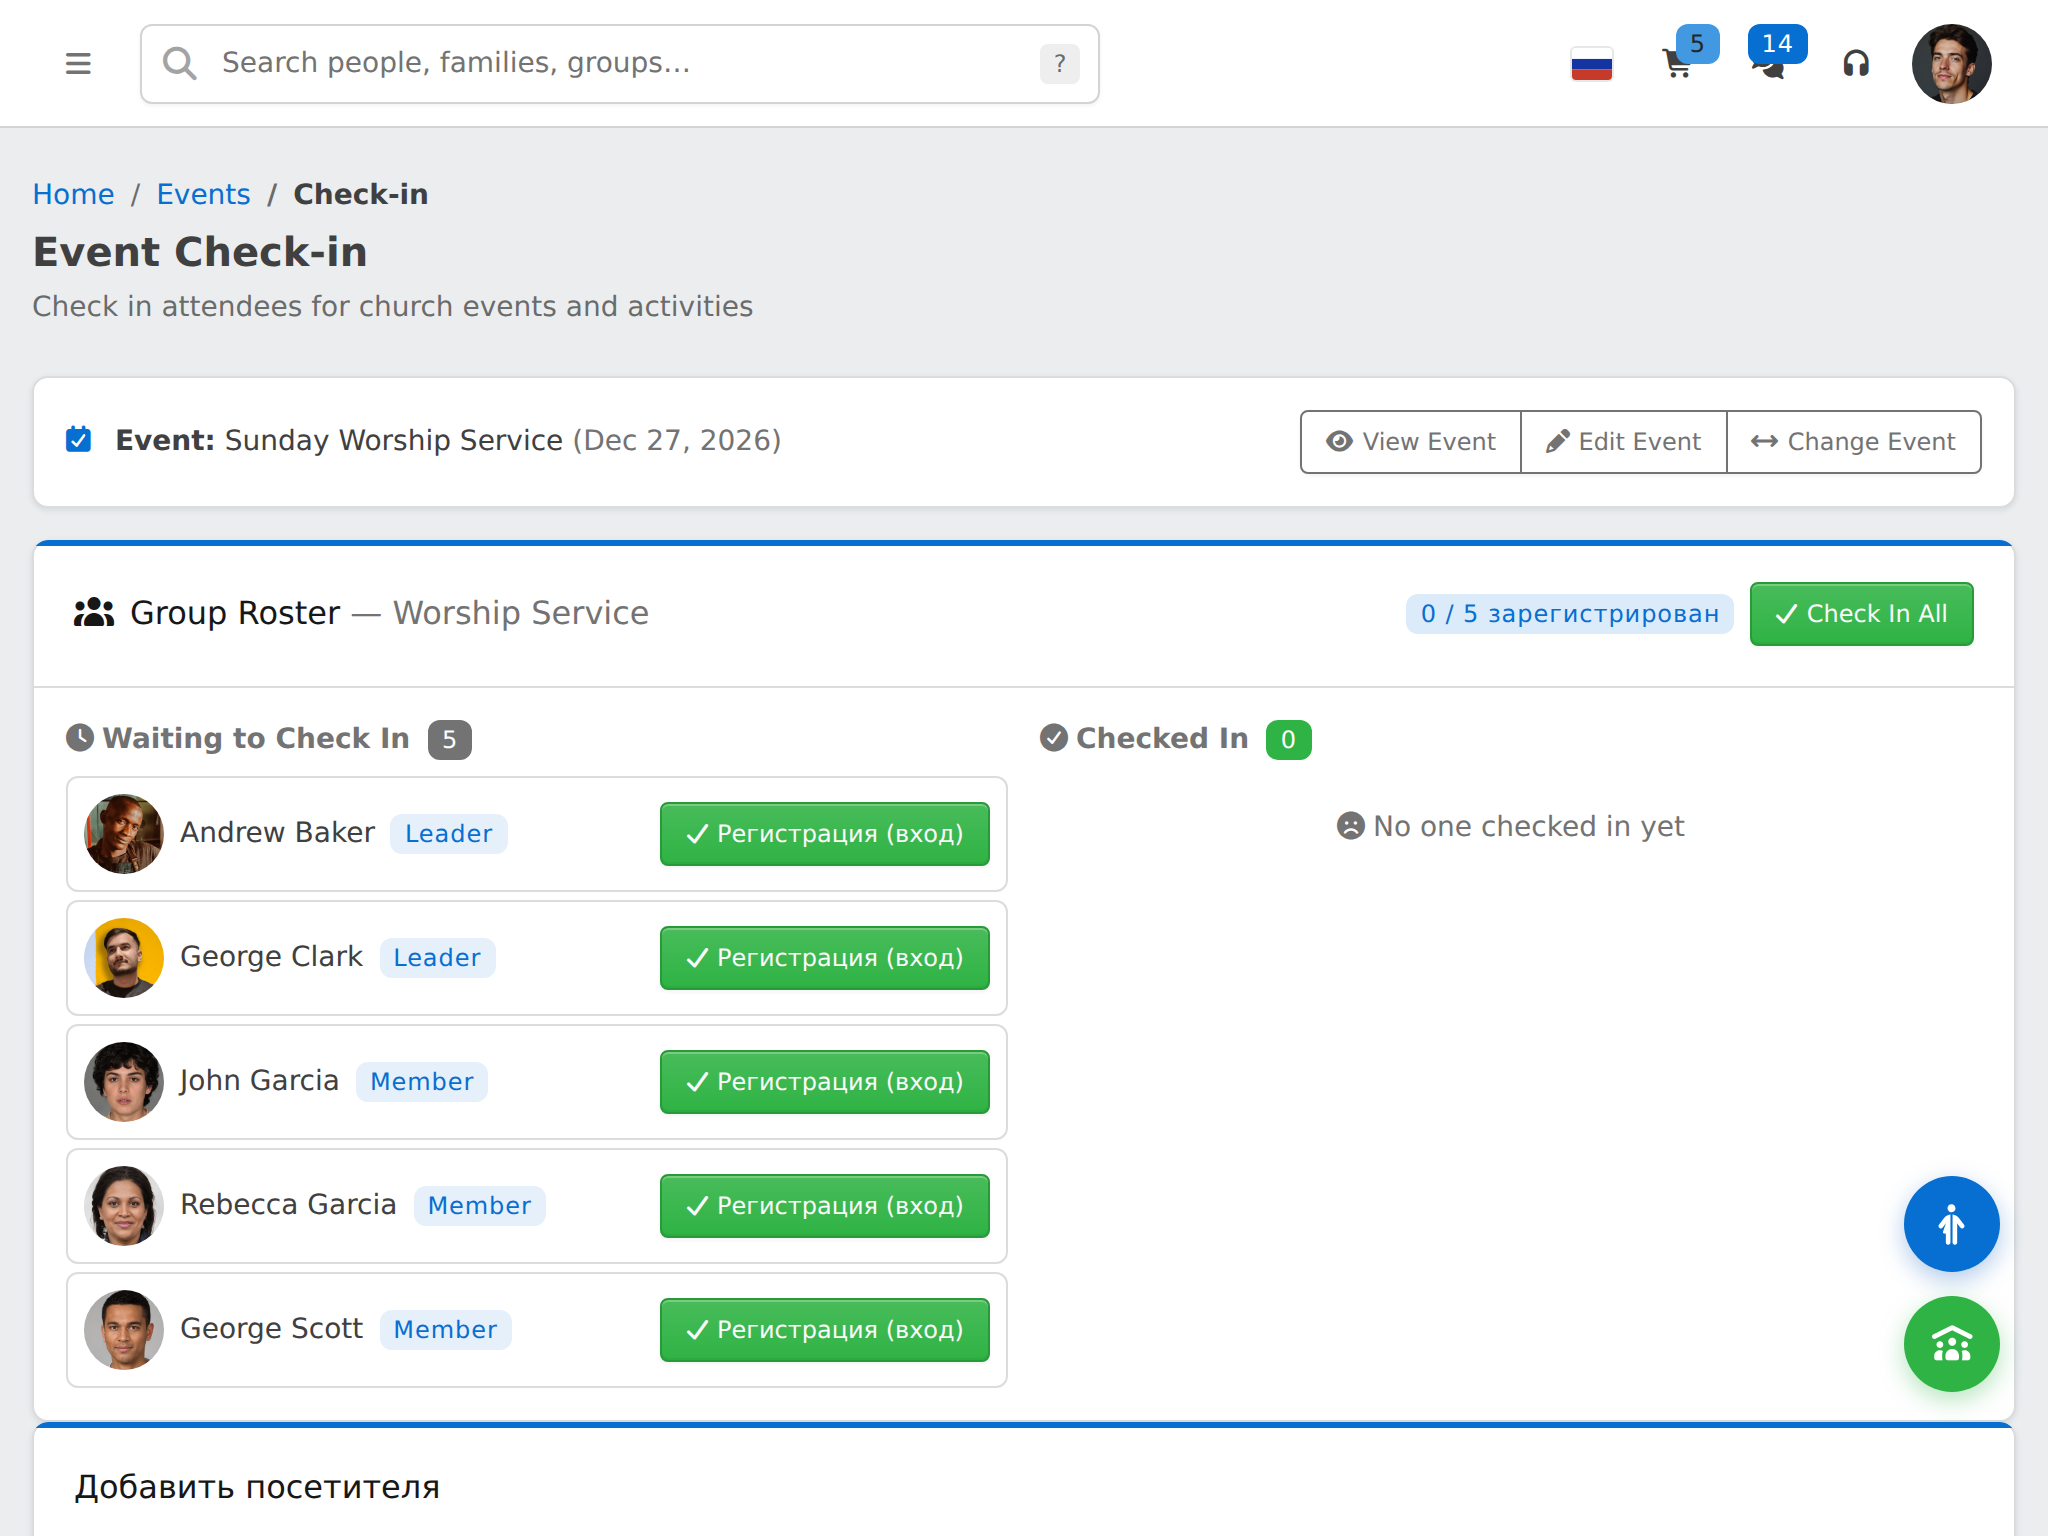 Search people, families, groups... ?
5
14
Home / Events / Check-in
Event Check-in
Check in attendees for church events and activities
Event: Sunday Worship Service (Dec 27, 2026)
View Event
Edit Event
Change Event
Group Roster — Worship Service
0 / 5 зарегистрирован
Check In All
Waiting to Check In 5
Andrew Baker Leader
Регистрация (вход)
George Clark Leader
Регистрация (вход)
John Garcia Member
Регистрация (вход)
Rebecca Garcia Member
Регистрация (вход)
George Scott Member
Регистрация (вход)
Checked In 0
No one checked in yet
Добавить посетителя